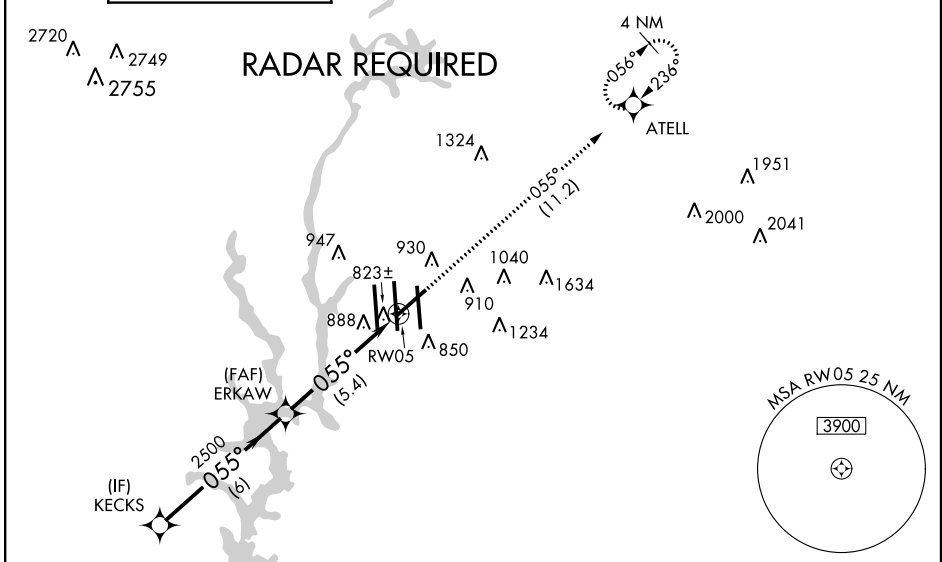 2720
2749
2755
RADAR REQUIRED
4 NM
056°
236°
ATELL
1324
055°
(11.2)
1951
2000
2041
947
930
823±
1040
1634
910
888
1234
RW05
850
(FAF)
ERKAW
055°
(5.4)
2500
055°
(6)
(IF)
KECKS
MSA RW05 25 NM
3900